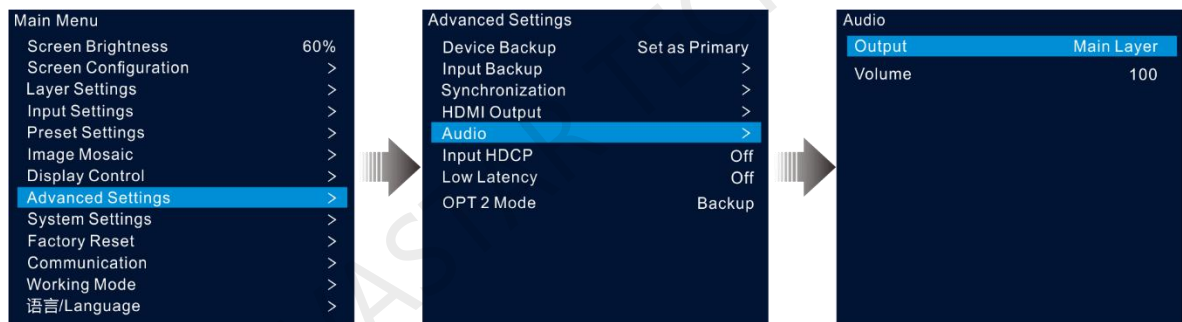 Main Menu
Screen Brightness 60%
Screen Configuration >
Layer Settings >
Input Settings >
Preset Settings >
Image Mosaic >
Display Control >
Advanced Settings >
System Settings >
Factory Reset >
Communication >
Working Mode >
语言/Language >
Advanced Settings
Device Backup Set as Primary
Input Backup >
Synchronization >
HDMI Output >
Audio >
Input HDCP Off
Low Latency Off
OPT 2 Mode Backup
Audio
Output Main Layer
Volume 100